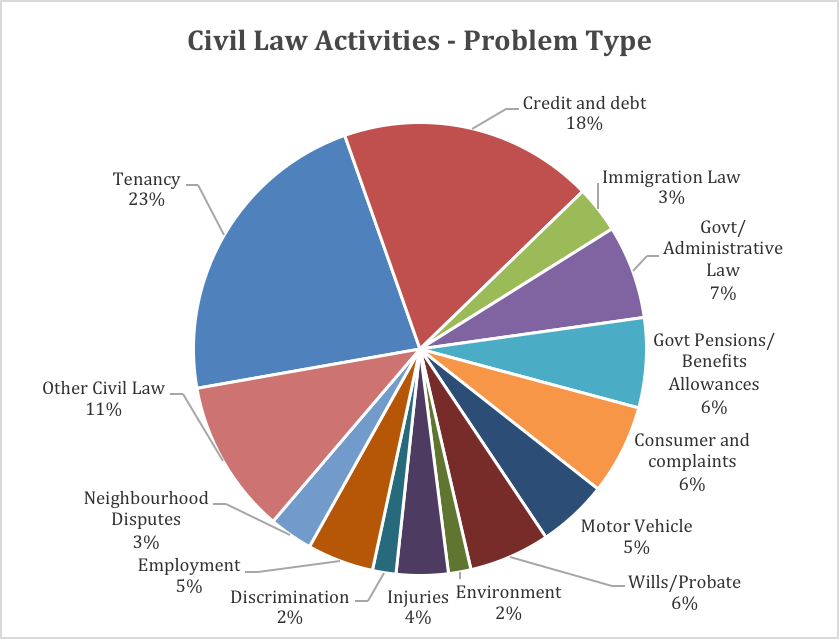 Civil Law Activities - Problem Type
Credit and debt
18%
Immigration Law
3%
Govt/
Administrative
Law
7%
Govt Pensions/
Benefits
Allowances
6%
Consumer and
complaints
6%
Motor Vehicle
5%
Wills/Probate
6%
Environment
2%
Injuries
4%
Discrimination
2%
Employment
5%
Neighbourhood
Disputes
3%
Other Civil Law
11%
Tenancy
23%